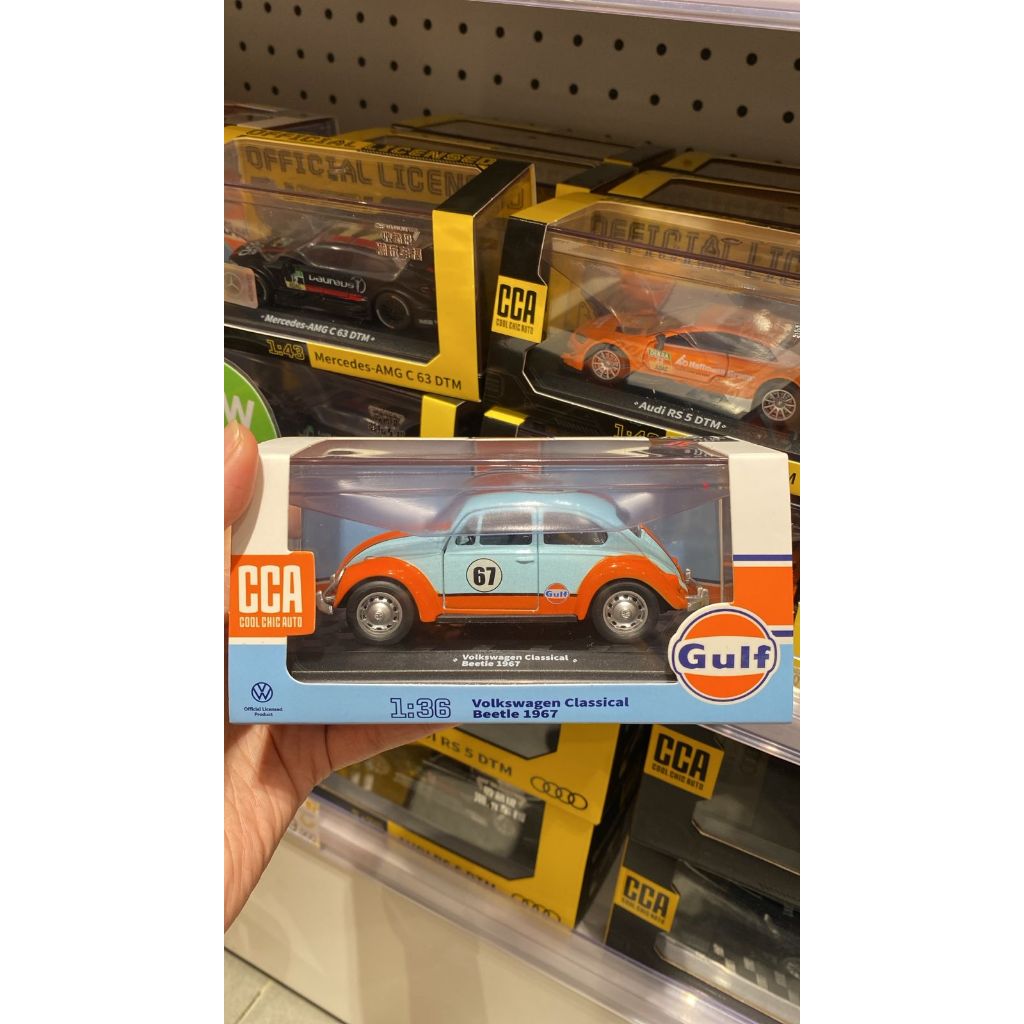 OFFICIAL LICENSED
OFFICIAL LICEN
OFFICIAL LIC
Mercedes-AMG C 63 DTM
1:43 Mercedes-AMG C 63 DTM
CCA
COOL CHIC AUTO
Audi RS 5 DTM
W
67
Gulf
CCA
COOL CHIC AUTO
Volkswagen Classical
Beetle 1967
Gulf
Official Licensed
Product
1:36
Volkswagen Classical
Beetle 1967
RS 5 DTM
CCA
COOL CHIC AUTO
CCA
COOL CHIC AUTO